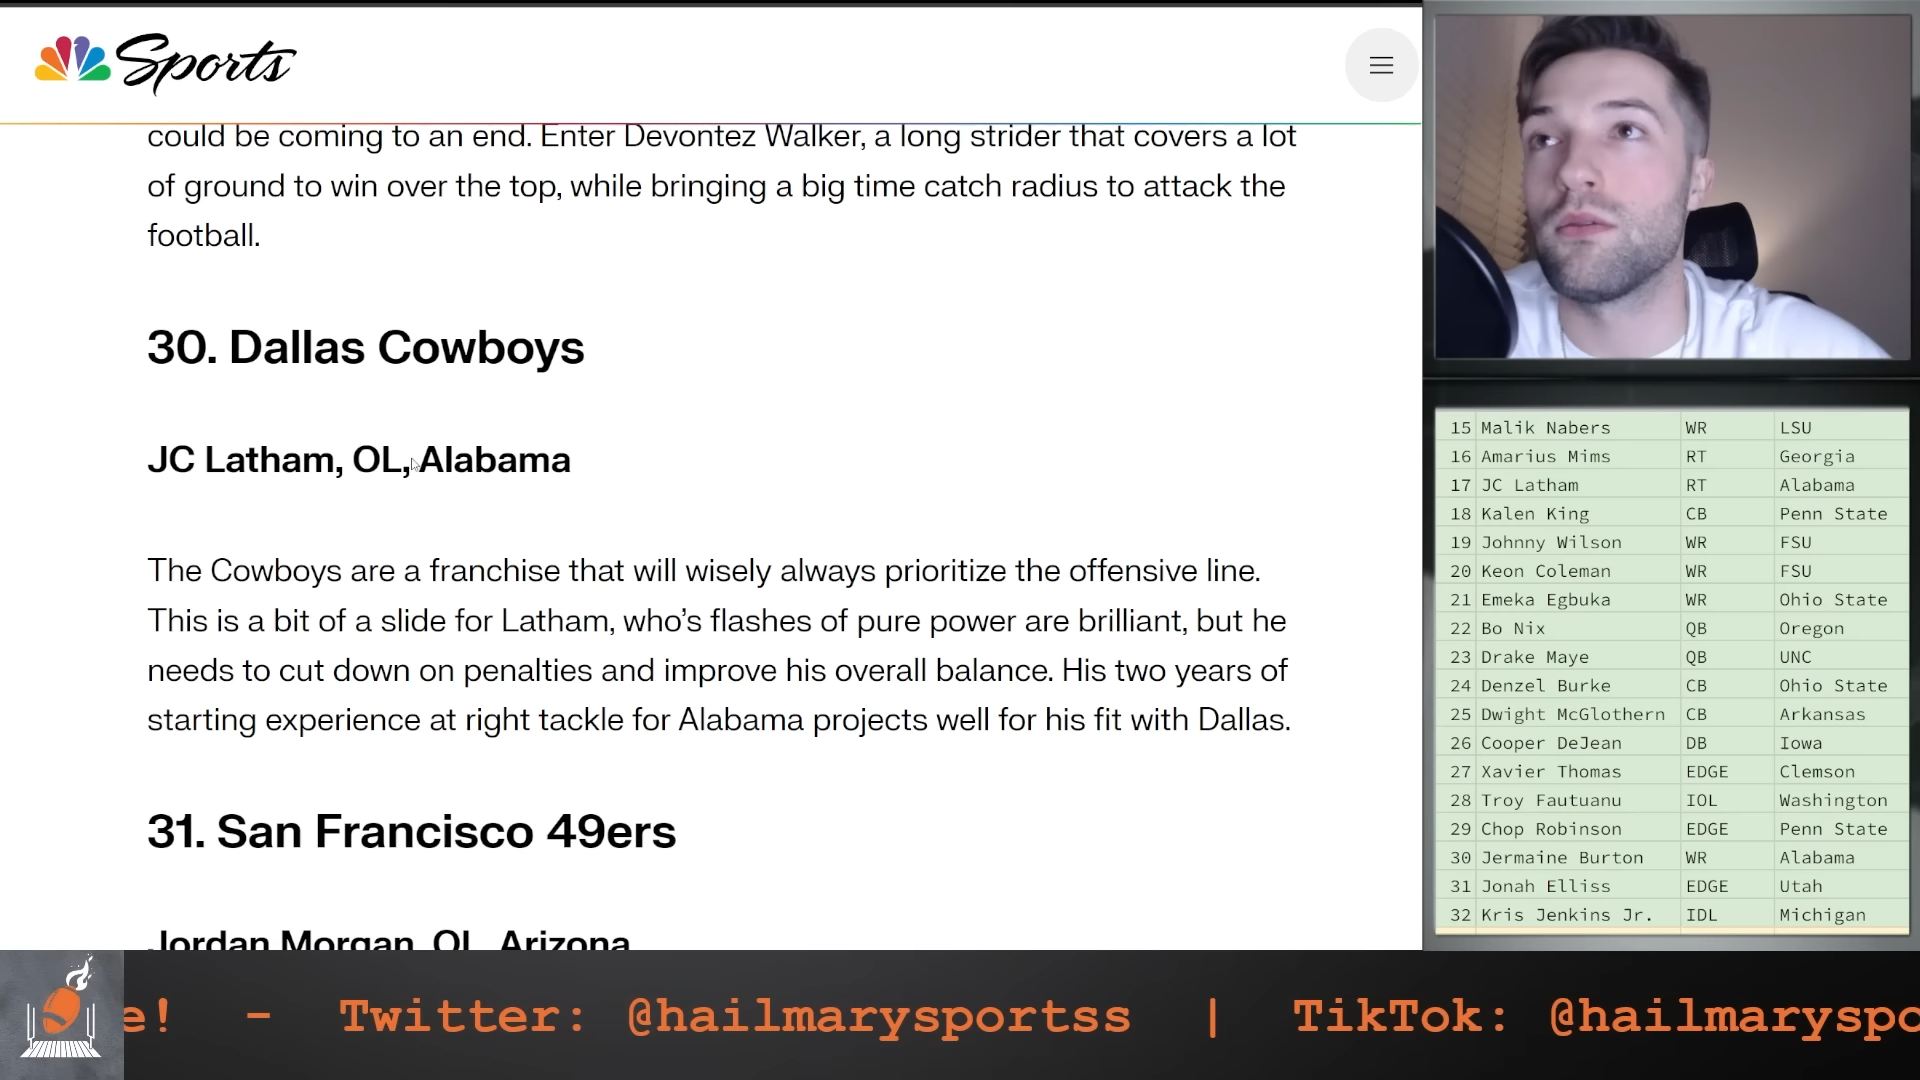 Sports
could be coming to an end. Enter Devontez Walker, a long strider that covers a lot
of ground to win over the top, while bringing a big time catch radius to attack the
football.
30. Dallas Cowboys
JC Latham, OL, Alabama
The Cowboys are a franchise that will wisely always prioritize the offensive line.
This is a bit of a slide for Latham, who’s flashes of pure power are brilliant, but he
needs to cut down on penalties and improve his overall balance. His two years of
starting experience at right tackle for Alabama projects well for his fit with Dallas.
31. San Francisco 49ers
Jordan Morgan, OL, Arizona
15 Malik Nabers WR LSU
16 Amarius Mims RT Georgia
17 JC Latham RT Alabama
18 Kalen King CB Penn State
19 Johnny Wilson WR FSU
20 Keon Coleman WR FSU
21 Emeka Egbuka WR Ohio State
22 Bo Nix QB Oregon
23 Drake Maye QB UNC
24 Denzel Burke CB Ohio State
25 Dwight McGlothern CB Arkansas
26 Cooper DeJean DB Iowa
27 Xavier Thomas EDGE Clemson
28 Troy Fautuanu IOL Washington
29 Chop Robinson EDGE Penn State
30 Jermaine Burton WR Alabama
31 Jonah Elliss EDGE Utah
32 Kris Jenkins Jr. IDL Michigan
e! - Twitter: @hailmarysportss | TikTok: @hailmaryspo